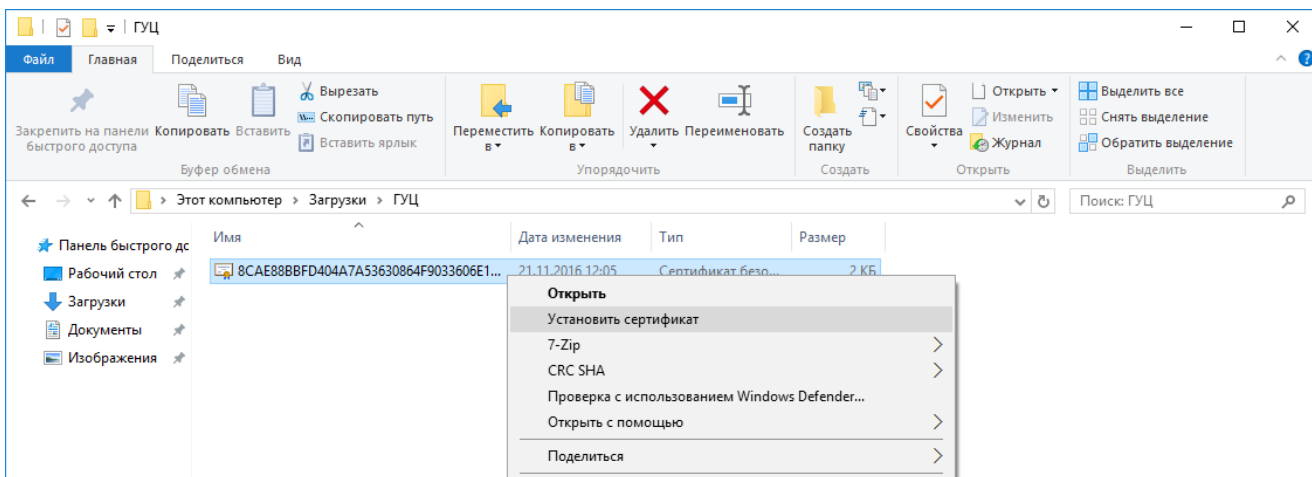 ГУЦ
Файл Главная Поделиться Вид
Закрепить на панели быстрого доступа
Копировать
Вставить
Вырезать
Скопировать путь
Вставить ярлык
Буфер обмена
Переместить в
Копировать в
Удалить
Переименовать
Упорядочить
Создать папку
Создать
Свойства
Открыть
Изменить
Журнал
Открыть
Выделить все
Снять выделение
Обратить выделение
Выделить
Этот компьютер > Загрузки > ГУЦ
Поиск: ГУЦ
Панель быстрого дс
Рабочий стол
Загрузки
Документы
Изображения
Имя Дата изменения Тип Размер
8CAE88BBFD404A7A53630864F9033606E1... 21.11.2016 12:05 Сертификат безо... 2 КБ
Открыть
Установить сертификат
7-Zip
CRC SHA
Проверка с использованием Windows Defender...
Открыть с помощью
Поделиться